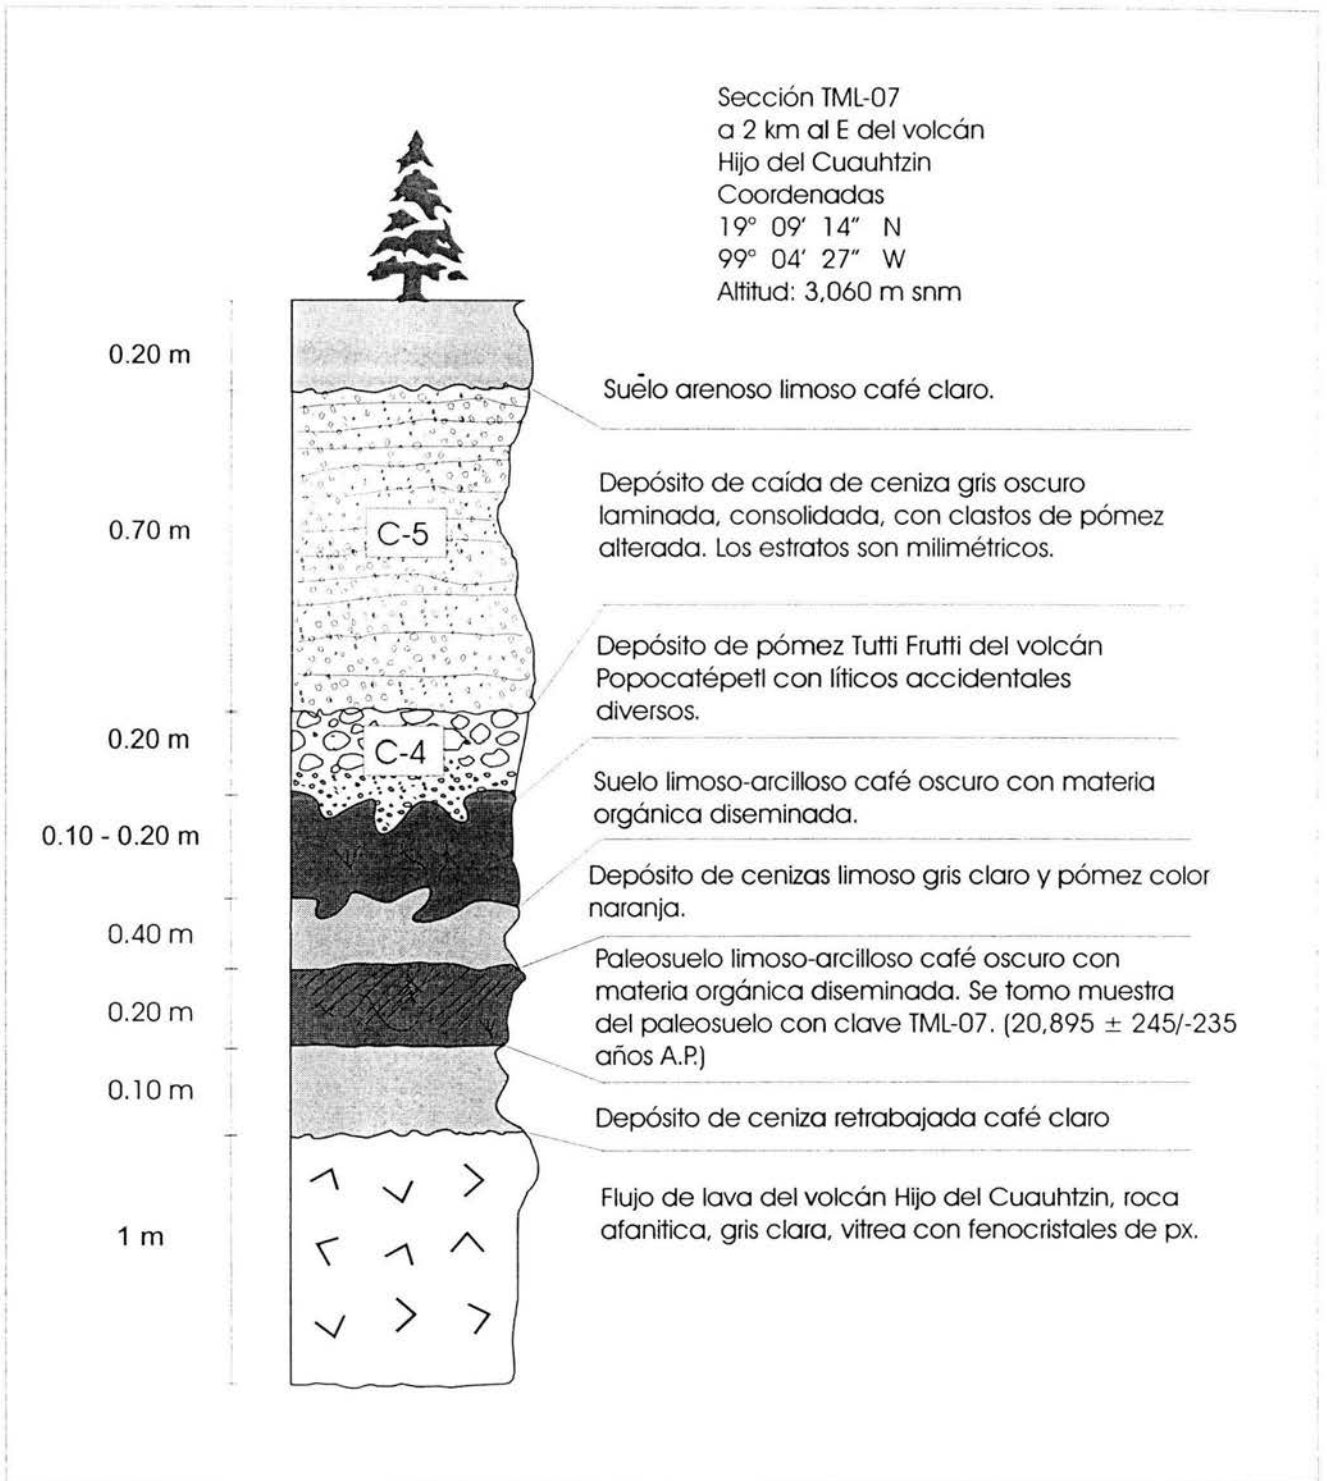 Sección TML-07
a 2 km al E del volcán
Hijo del Cuauhtzin
Coordenadas
19° 09' 14" N
99° 04' 27" W
Altitud: 3,060 m snm
0.20 m
Suelo arenoso limoso café claro.
0.70 m
C-5
Depósito de caída de ceniza gris oscuro
laminada, consolidada, con clastos de pómez
alterada. Los estratos son milimétricos.
0.20 m
C-4
Depósito de pómez Tutti Frutti del volcán
Popocatépetl con líticos accidentales
diversos.
0.10 - 0.20 m
Suelo limoso-arcilloso café oscuro con materia
orgánica diseminada.
0.40 m
Depósito de cenizas limoso gris claro y pómez color
naranja.
0.20 m
Paleosuelo limoso-arcilloso café oscuro con
materia orgánica diseminada. Se tomo muestra
del paleosuelo con clave TML-07. (20,895 ± 245/-235
años A.P.)
0.10 m
Depósito de ceniza retrabajada café claro
1 m
Flujo de lava del volcán Hijo del Cuauhtzin, roca
afanitica, gris clara, vitrea con fenocristales de px.